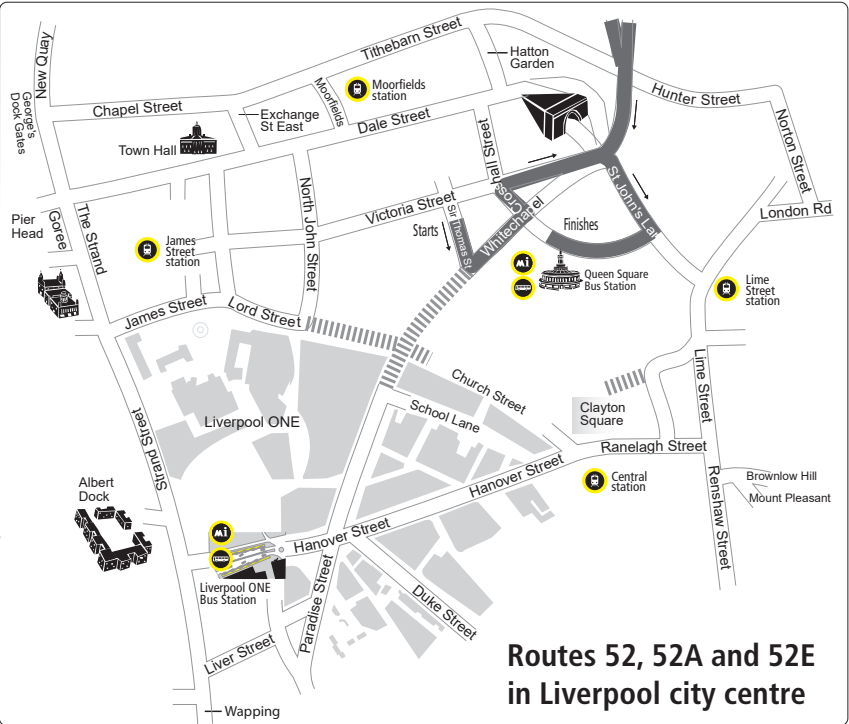 Tithebarn Street
Hatton
Garden
New Quay
George's
Dock Gates
Chapel Street
Moorfields
Moorfields
station
Hunter Street
Exchange
St East
Dale Street
Norton Street
Town Hall
North John Street
Crosshall Street
St John's Lan
Victoria Street
Sir Thomas St
Whitechapel
Starts
Finishes
London Rd
Pier
Head
Goree
The Strand
James
Street
station
Mi
Queen Square
Bus Station
Lime
Street
station
James Street
Lord Street
Church Street
School Lane
Clayton
Square
Lime Street
Liverpool ONE
Strand Street
Ranelagh Street
Hanover Street
Central
station
Renshaw Street
Brownlow Hill
Mount Pleasant
Albert
Dock
Mi
Hanover Street
Liverpool ONE
Bus Station
Paradise Street
Duke Street
Liver Street
Wapping
Routes 52, 52A and 52E
in Liverpool city centre